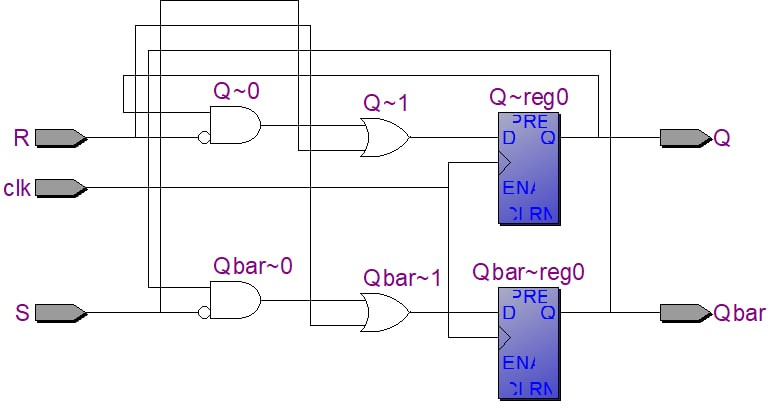 Q~0
Q~1
Q~reg0
PRE
R
D
Q
Q
clk
ENA
CLRN
Qbar~0
Qbar~1
Qbar~reg0
PRE
S
D
Q
Qbar
ENA
CLRN